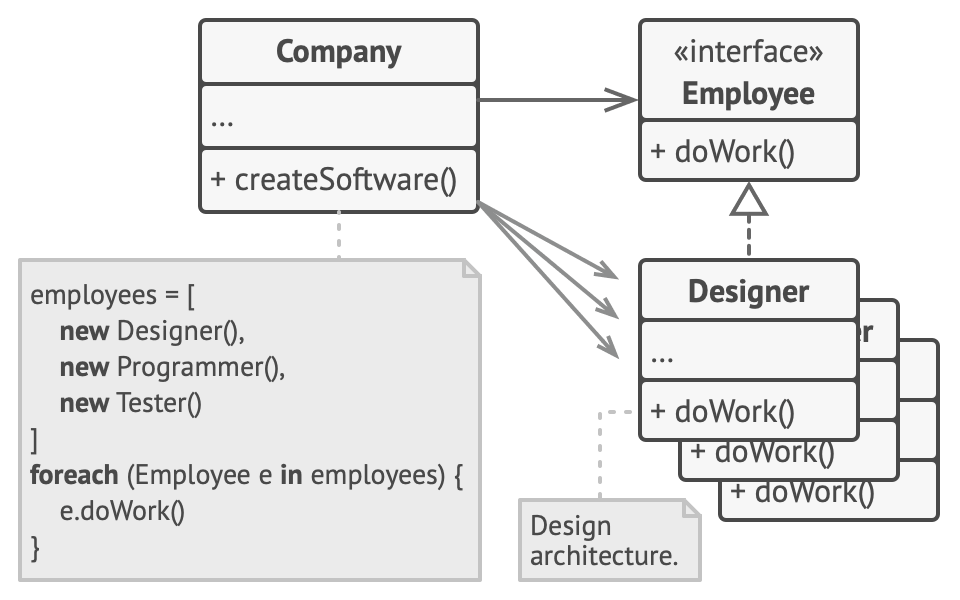 Company
...
+ createSoftware()
«interface»
Employee
+ doWork()
employees = [
new Designer(),
new Programmer(),
new Tester()
]
foreach (Employee e in employees) {
e.doWork()
}
Designer
...
+ doWork()
+ doWork()
+ doWork()
Design
architecture.